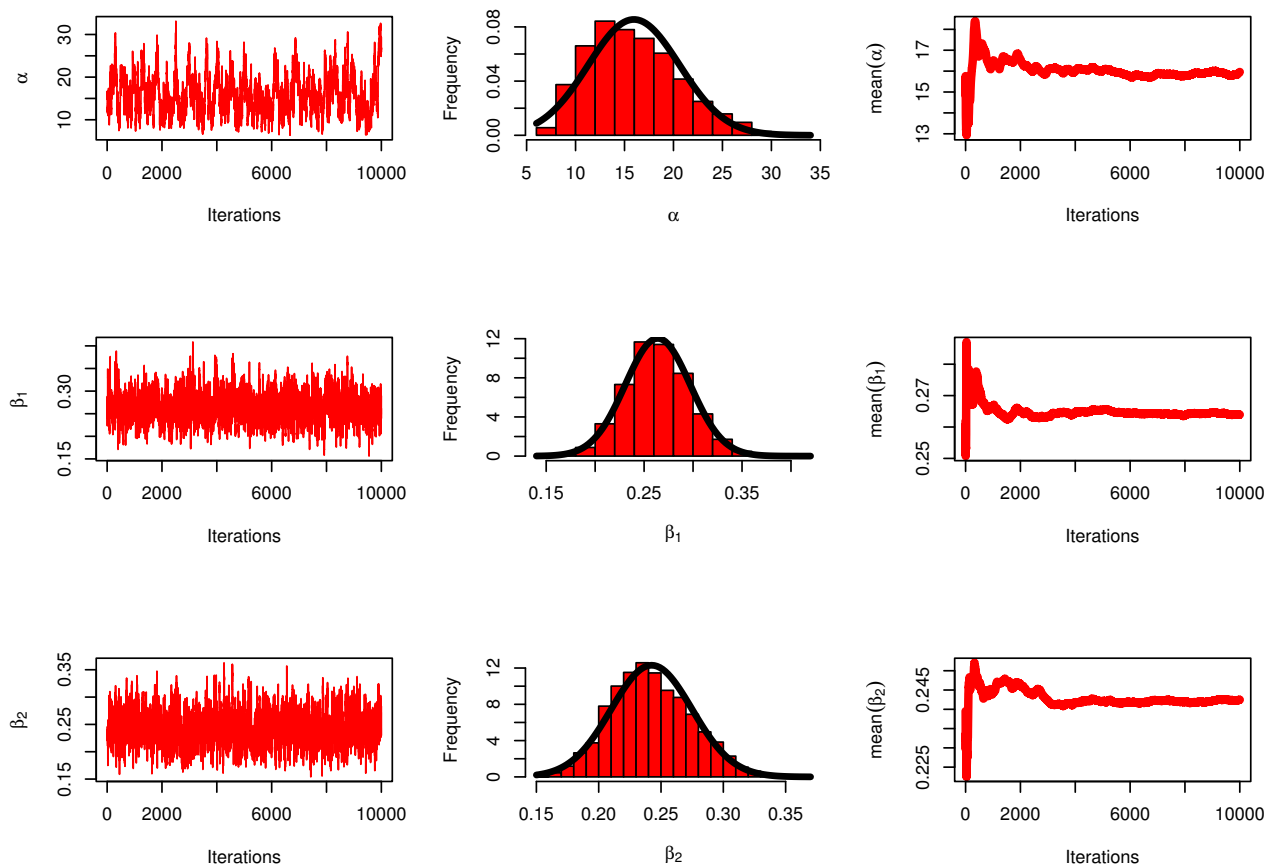 α
10 15 20 30
0 2000 6000 10000
Iterations
Frequency
0.00 0.04 0.08
5 10 15 20 25 30 35
α
mean(α)
13 15 17
0 2000 6000 10000
Iterations
β1
0.15 0.30
0 2000 6000 10000
Iterations
Frequency
0 4 8 12
0.15 0.25 0.35
β1
mean(β1)
0.25 0.27
0 2000 6000 10000
Iterations
β2
0.15 0.25 0.35
0 2000 6000 10000
Iterations
Frequency
0 4 8 12
0.15 0.20 0.25 0.30 0.35
β2
mean(β2)
0.225 0.245
0 2000 6000 10000
Iterations